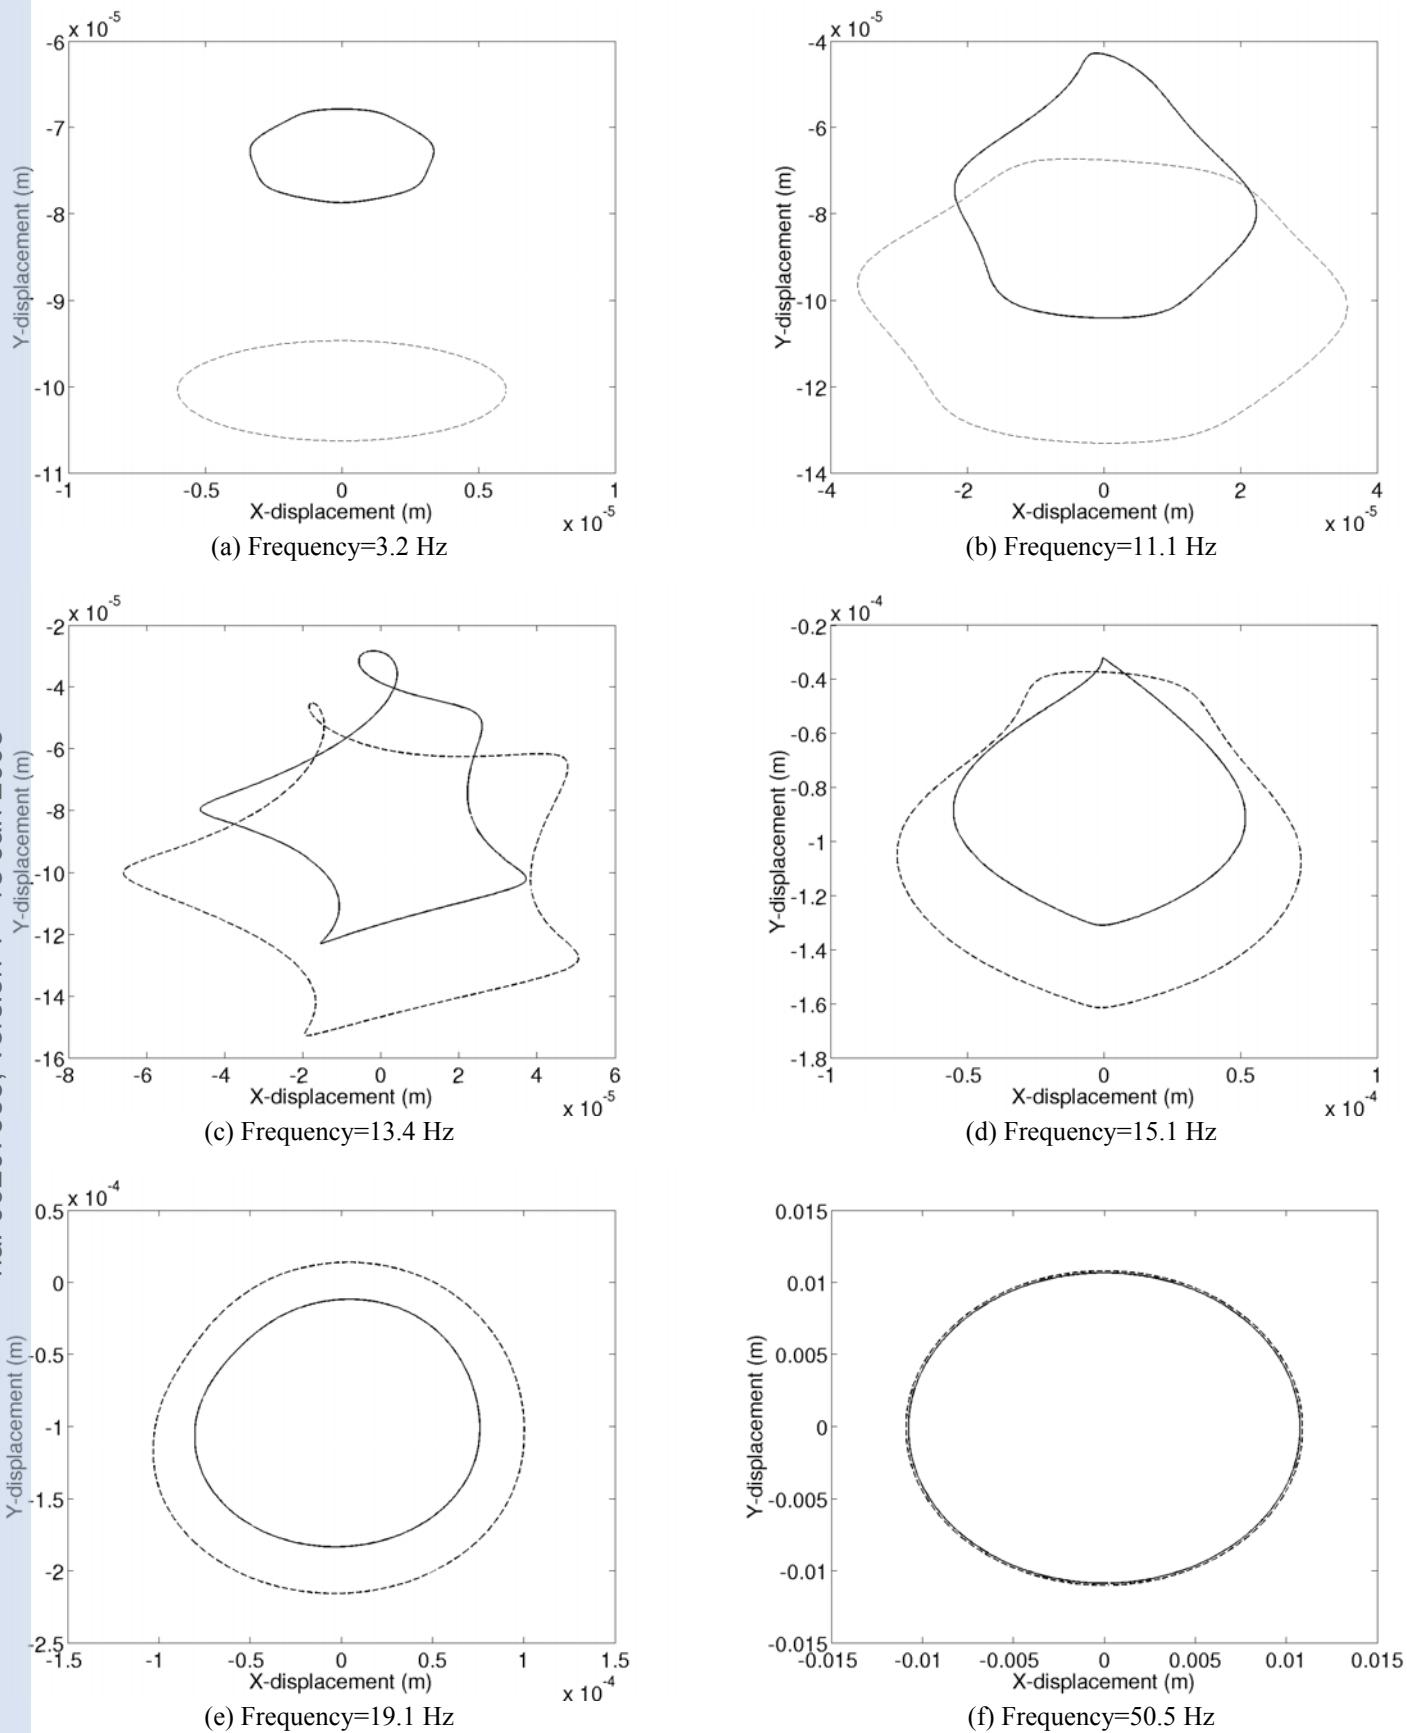 x 10^-5
-6
-7
-8
-9
-10
-11
-1 -0.5 0 0.5 1
X-displacement (m)
x 10^-5
Y-displacement (m)
(a) Frequency=3.2 Hz
x 10^-5
-4
-6
-8
-10
-12
-14
-4 -2 0 2 4
X-displacement (m)
x 10^-5
Y-displacement (m)
(b) Frequency=11.1 Hz
x 10^-5
-2
-4
-6
-8
-10
-12
-14
-16
-8 -6 -4 -2 0 2 4 6
X-displacement (m)
x 10^-5
Y-displacement (m)
(c) Frequency=13.4 Hz
x 10^-4
-0.2
-0.4
-0.6
-0.8
-1
-1.2
-1.4
-1.6
-1.8
-1 -0.5 0 0.5 1
X-displacement (m)
x 10^-4
Y-displacement (m)
(d) Frequency=15.1 Hz
x 10^-4
0.5
0
-0.5
-1
-1.5
-2
-2.5
-1.5 -1 -0.5 0 0.5 1 1.5
X-displacement (m)
x 10^-4
Y-displacement (m)
(e) Frequency=19.1 Hz
0.015
0.01
0.005
0
-0.005
-0.01
-0.015
-0.015 -0.01 -0.005 0 0.005 0.01 0.015
X-displacement (m)
Y-displacement (m)
(f) Frequency=50.5 Hz